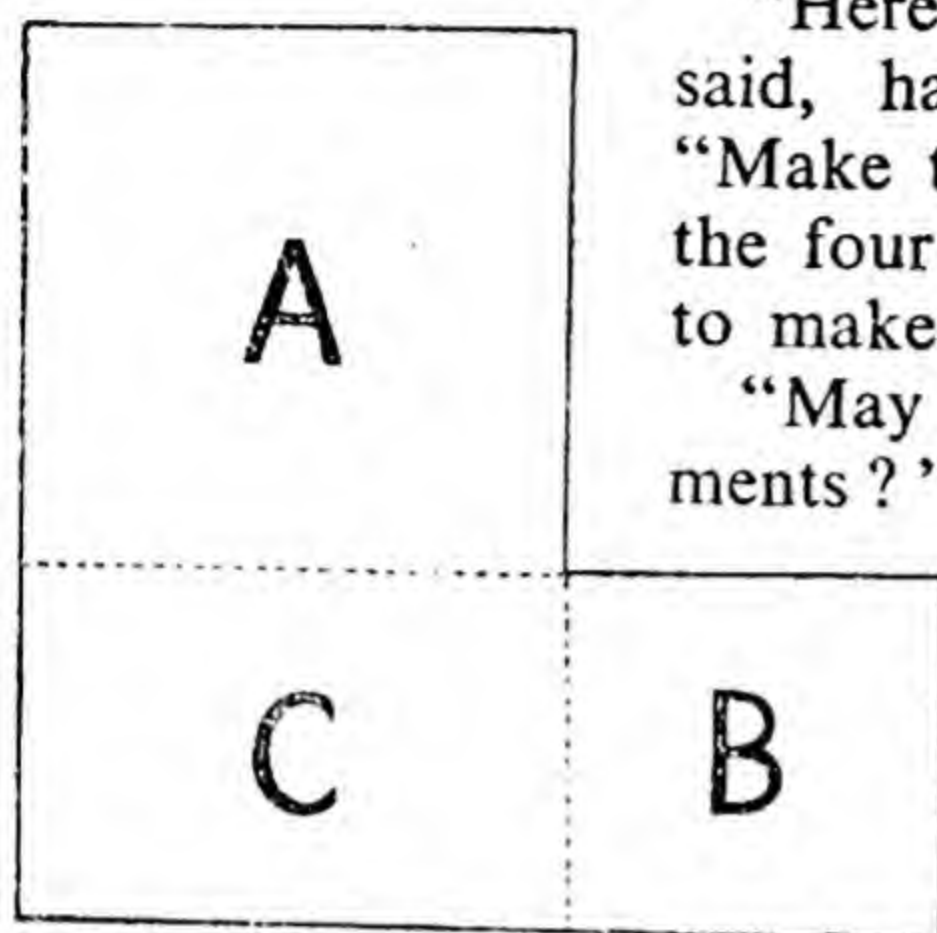 "Here
said, ha
"Make t
the four
to make
"May
ments?"
A
C
B